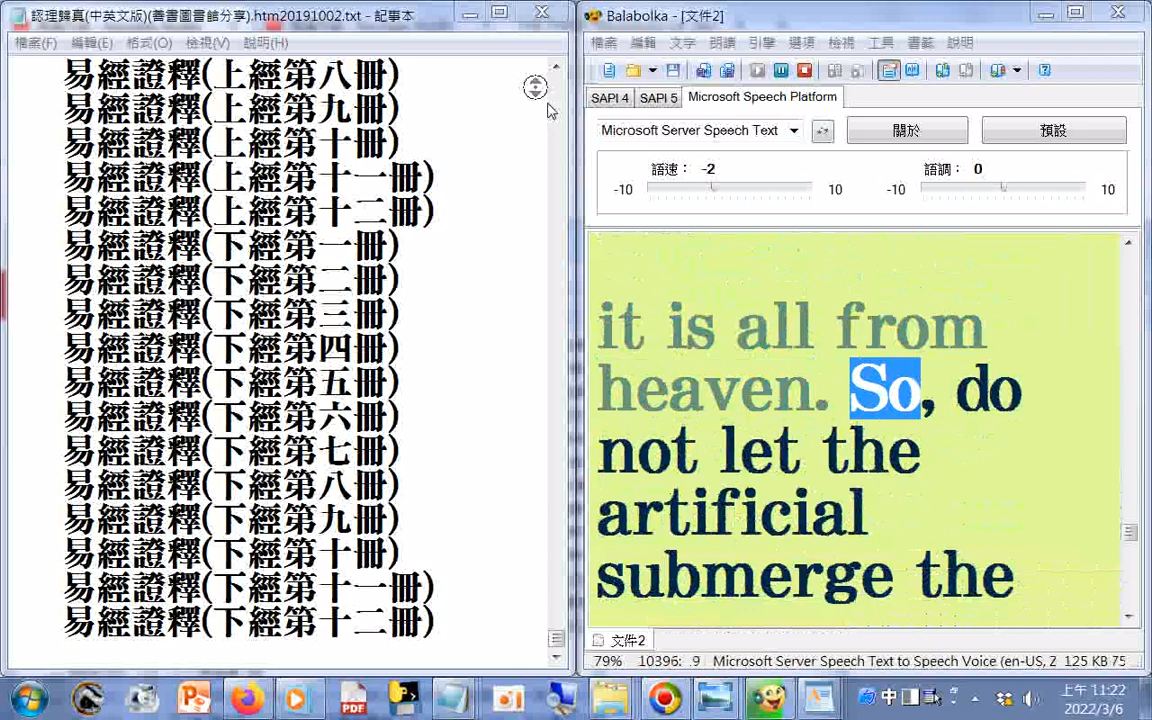 認理歸真(中英文版)(善書圖書館分享).htm20191002.txt - 記事本
檔案(F) 編輯(E) 格式(O) 檢視(V) 說明(H)
易經證釋(上經第八冊)
易經證釋(上經第九冊)
易經證釋(上經第十冊)
易經證釋(上經第十一冊)
易經證釋(上經第十二冊)
易經證釋(下經第一冊)
易經證釋(下經第二冊)
易經證釋(下經第三冊)
易經證釋(下經第四冊)
易經證釋(下經第五冊)
易經證釋(下經第六冊)
易經證釋(下經第七冊)
易經證釋(下經第八冊)
易經證釋(下經第九冊)
易經證釋(下經第十冊)
易經證釋(下經第十一冊)
易經證釋(下經第十二冊)
Balabolka - [文件2]
檔案 編輯 文字 朗讀 引擎 選項 檢視 工具 書籤 說明
SAPI 4 SAPI 5 Microsoft Speech Platform
Microsoft Server Speech Text 關於 預設
語速： -2 語調： 0
-10 10 -10 10
it is all from
heaven. So, do
not let the
artificial
submerge the
文件2
79% 10396: .9 Microsoft Server Speech Text to Speech Voice (en-US, Z 125 KB 75
PDF 中 上午 11:22
2022/3/6